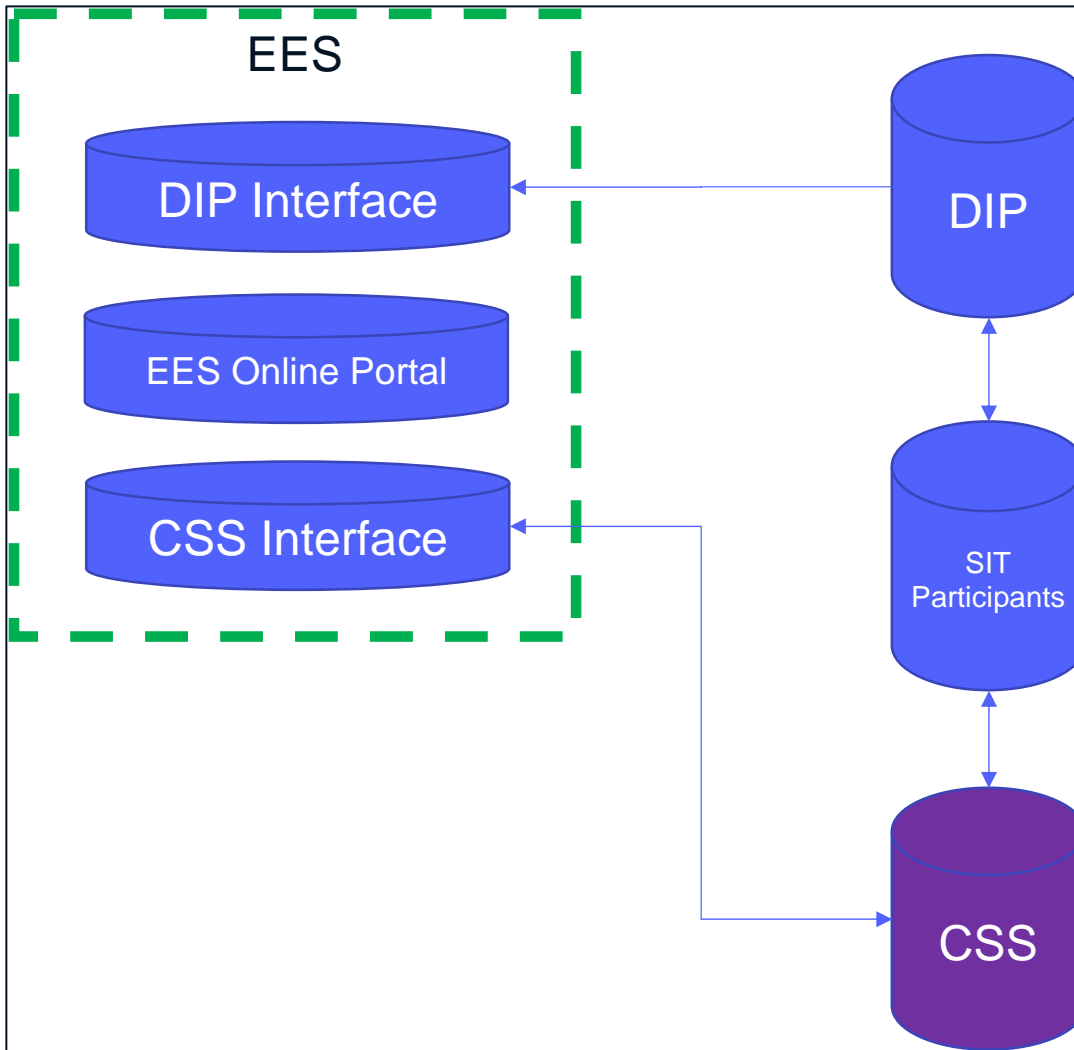 EES
DIP Interface
DIP
EES Online Portal
CSS Interface
SIT
Participants
CSS